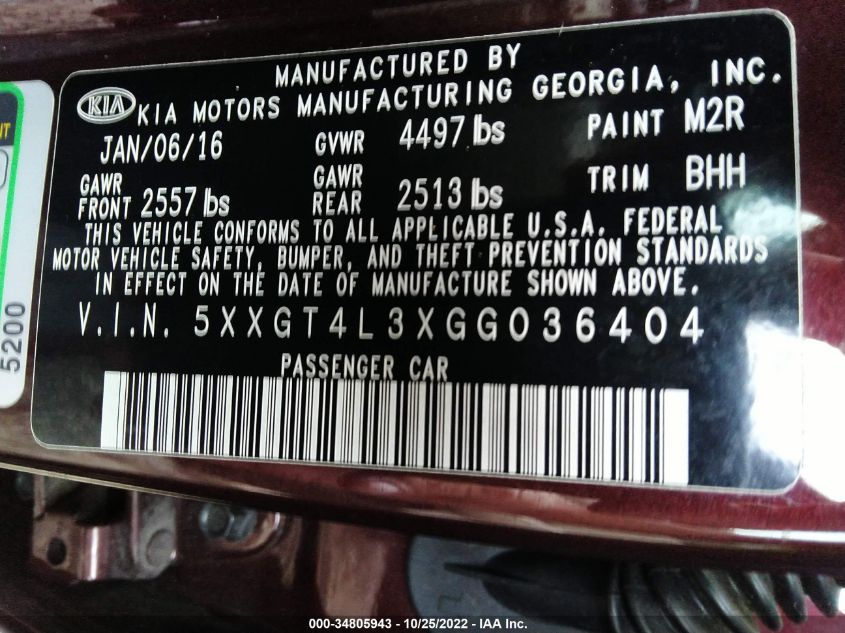 MANUFACTURED BY
KIA KIA MOTORS MANUFACTURING GEORGIA, INC.
JAN/06/16 GVWR 4497 lbs PAINT M2R
GAWR FRONT 2557 lbs GAWR REAR 2513 lbs TRIM BHH
THIS VEHICLE CONFORMS TO ALL APPLICABLE U.S.A. FEDERAL
MOTOR VEHICLE SAFETY, BUMPER, AND THEFT PREVENTION STANDARDS
IN EFFECT ON THE DATE OF MANUFACTURE SHOWN ABOVE.
V.I.N. 5XXGT4L3XGG036404
PASSENGER CAR
5200
000-34805943 - 10/25/2022 - IAA Inc.